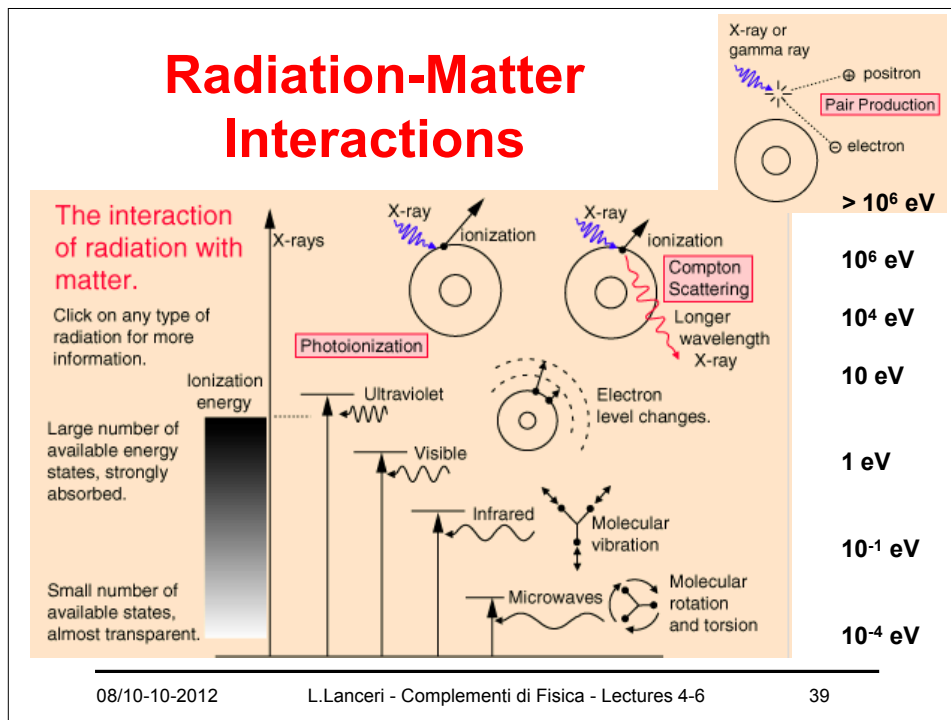 Radiation-Matter
Interactions
X-ray or
gamma ray
⊕ positron
Pair Production
⊖ electron
> 10⁶ eV
The interaction
of radiation with
matter.
Click on any type of
radiation for more
information.
X-rays
X-ray
ionization
Photoionization
X-ray
ionization
Compton
Scattering
Longer
wavelength
X-ray
10⁶ eV
10⁴ eV
Ionization
energy
Large number of
available energy
states, strongly
absorbed.
Small number of
available states,
almost transparent.
Ultraviolet
Electron
level changes.
10 eV
Visible
1 eV
Infrared
Molecular
vibration
10⁻¹ eV
Microwaves
Molecular
rotation
and torsion
10⁻⁴ eV
08/10-10-2012
L.Lanceri - Complementi di Fisica - Lectures 4-6
39